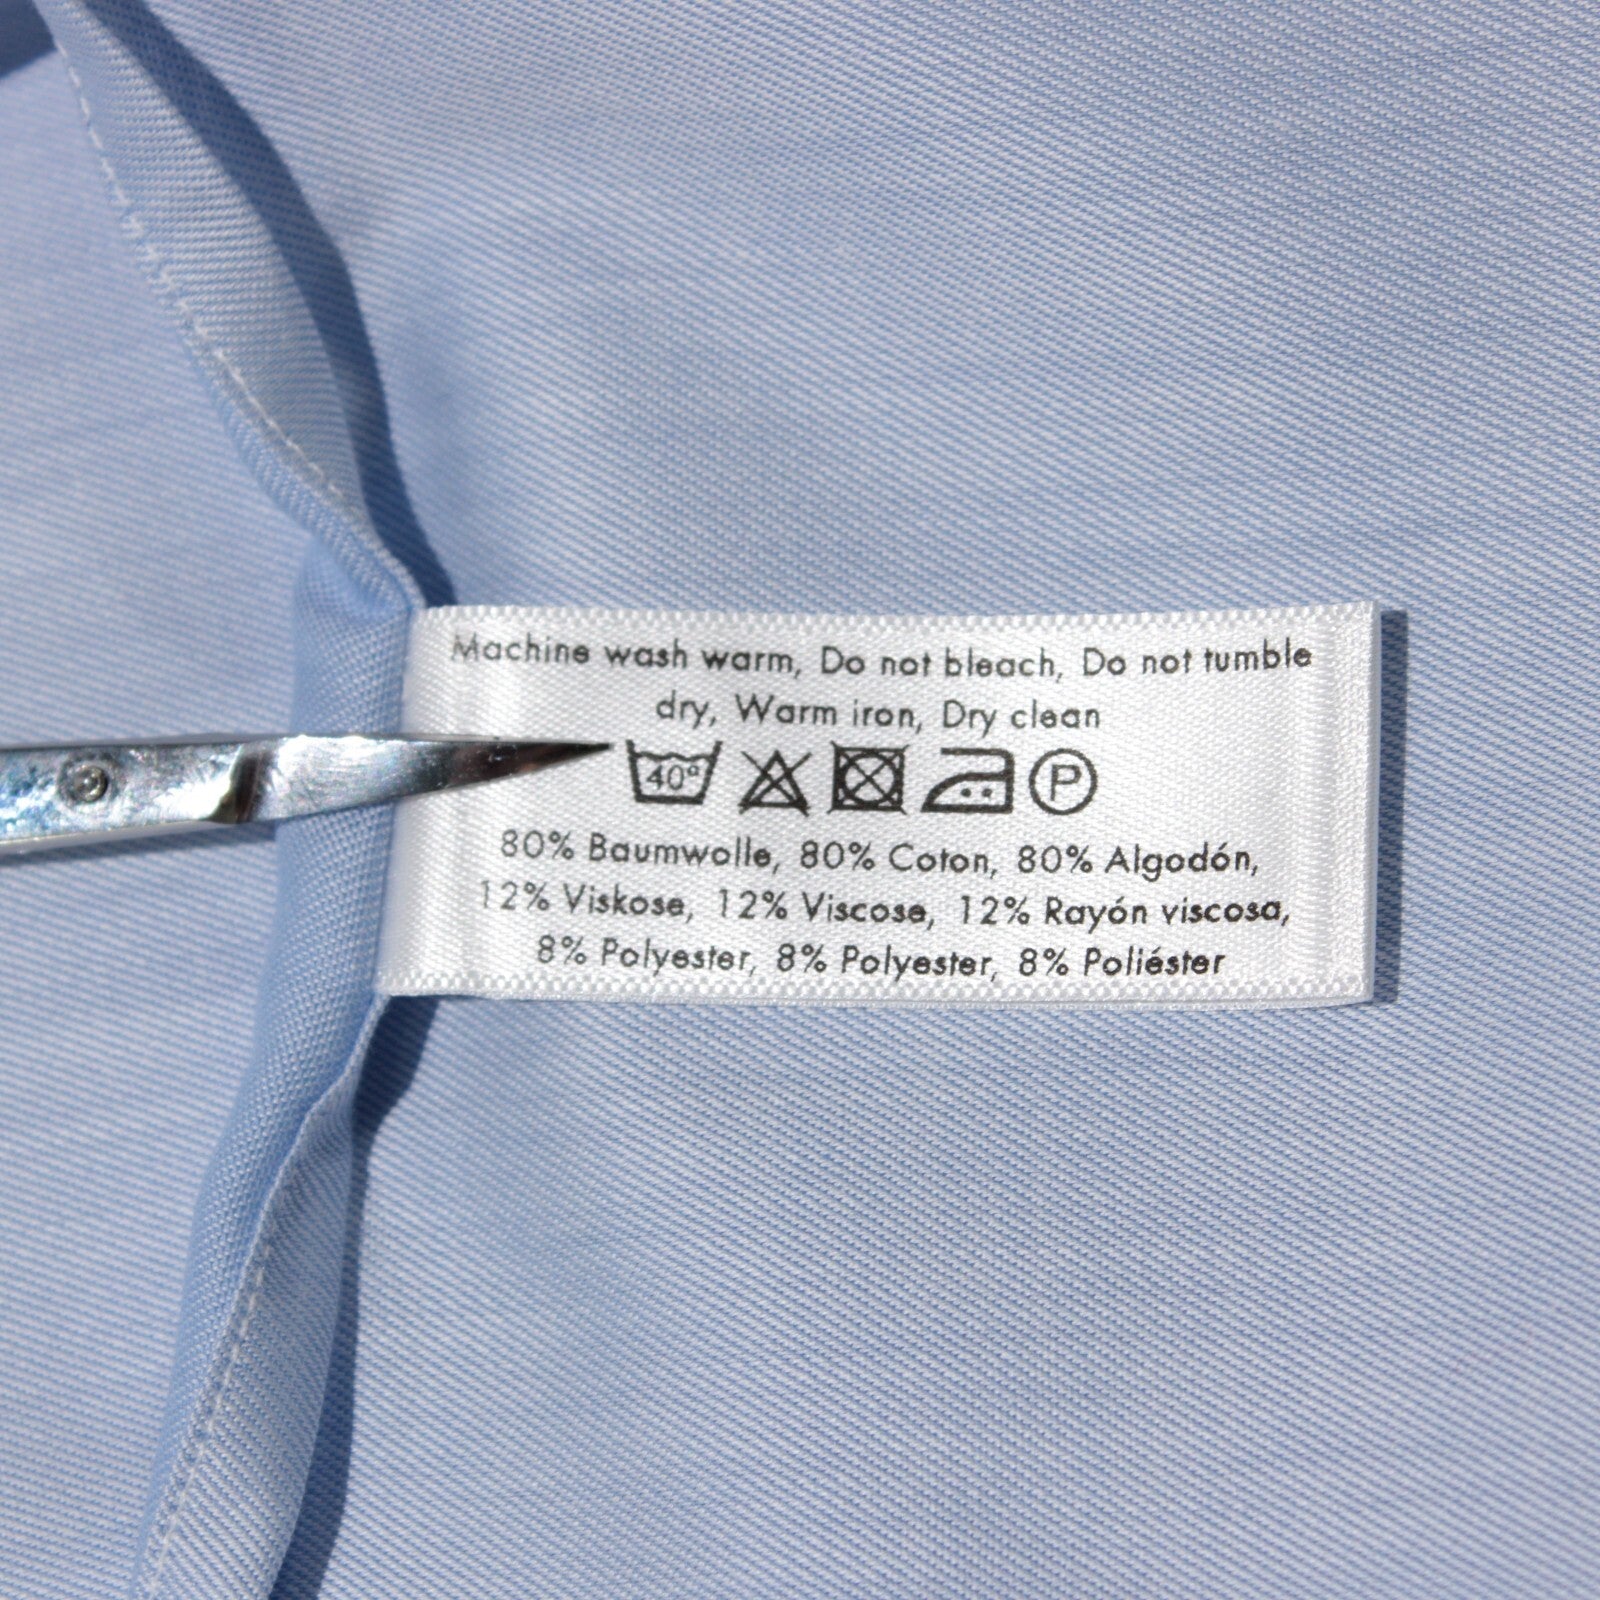 Machine wash warm, Do not bleach, Do not tumble
dry, Warm iron, Dry clean
40° P
80% Baumwolle, 80% Coton, 80% Algodón,
12% Viskose, 12% Viscose, 12% Rayón viscosa,
8% Polyester, 8% Polyester, 8% Poliéster